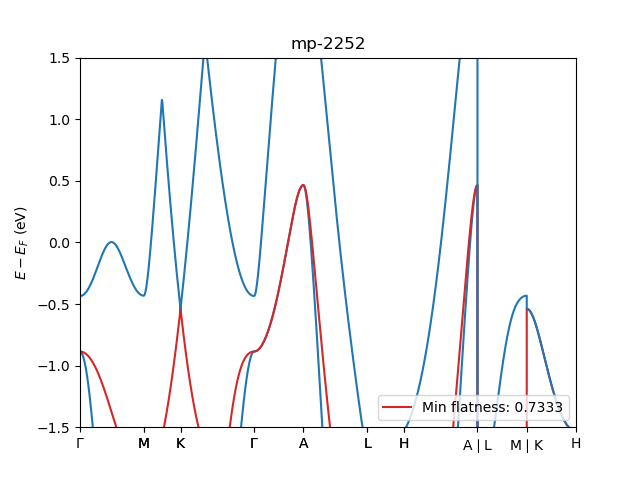 mp-2252
E − E_F (eV)
1.5
1.0
0.5
0.0
−0.5
−1.0
−1.5
Min flatness: 0.7333
Γ M K Γ A L H A | L M | K H